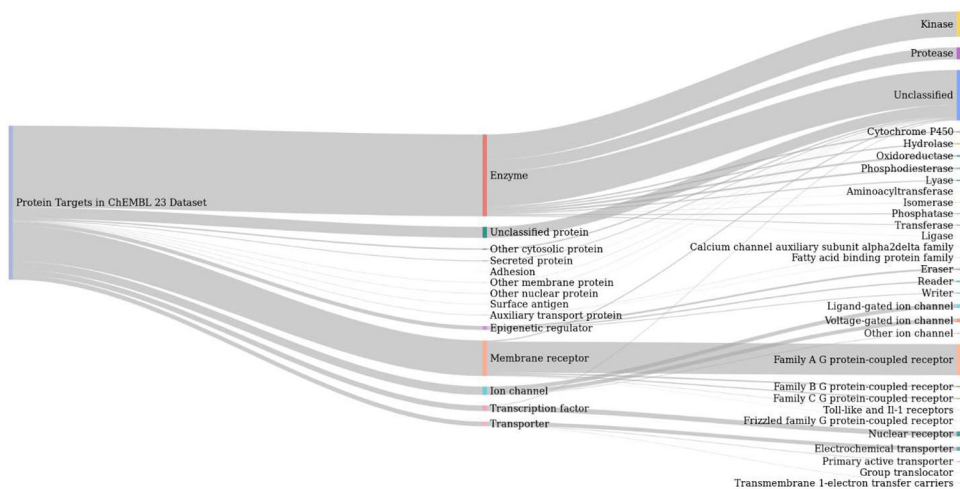 Protein Targets in ChEMBL 23 Dataset
Enzyme
Unclassified protein
Other cytosolic protein
Secreted protein
Adhesion
Other membrane protein
Other nuclear protein
Surface antigen
Auxiliary transport protein
Epigenetic regulator
Membrane receptor
Ion channel
Transcription factor
Transporter
Kinase
Protease
Unclassified
Cytochrome P450
Hydrolase
Oxidoreductase
Phosphodiesterase
Lyase
Aminoacyltransferase
Isomerase
Phosphatase
Transferase
Ligase
Calcium channel auxiliary subunit alpha2delta family
Fatty acid binding protein family
Eraser
Reader
Writer
Ligand-gated ion channel
Voltage-gated ion channel
Other ion channel
Family A G protein-coupled receptor
Family B G protein-coupled receptor
Family C G protein-coupled receptor
Toll-like and Il-1 receptors
Frizzled family G protein-coupled receptor
Nuclear receptor
Electrochemical transporter
Primary active transporter
Group translocator
Transmembrane 1-electron transfer carriers